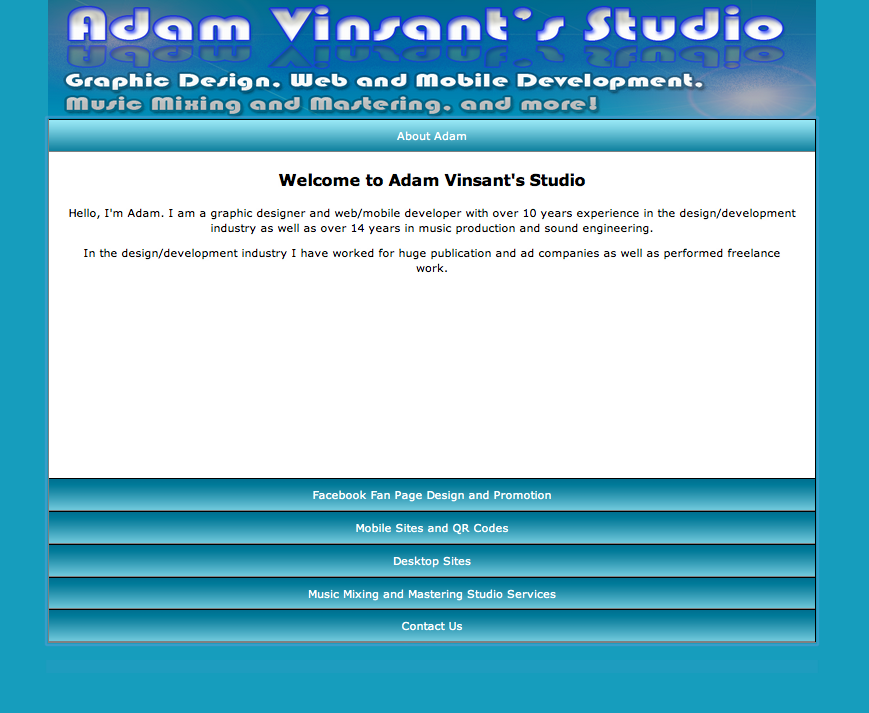 Adam Vinsant's Studio
Graphic Design, Web and Mobile Development,
Music Mixing and Mastering, and more!
About Adam
Welcome to Adam Vinsant's Studio
Hello, I'm Adam. I am a graphic designer and web/mobile developer with over 10 years experience in the design/development
industry as well as over 14 years in music production and sound engineering.
In the design/development industry I have worked for huge publication and ad companies as well as performed freelance
work.
Facebook Fan Page Design and Promotion
Mobile Sites and QR Codes
Desktop Sites
Music Mixing and Mastering Studio Services
Contact Us